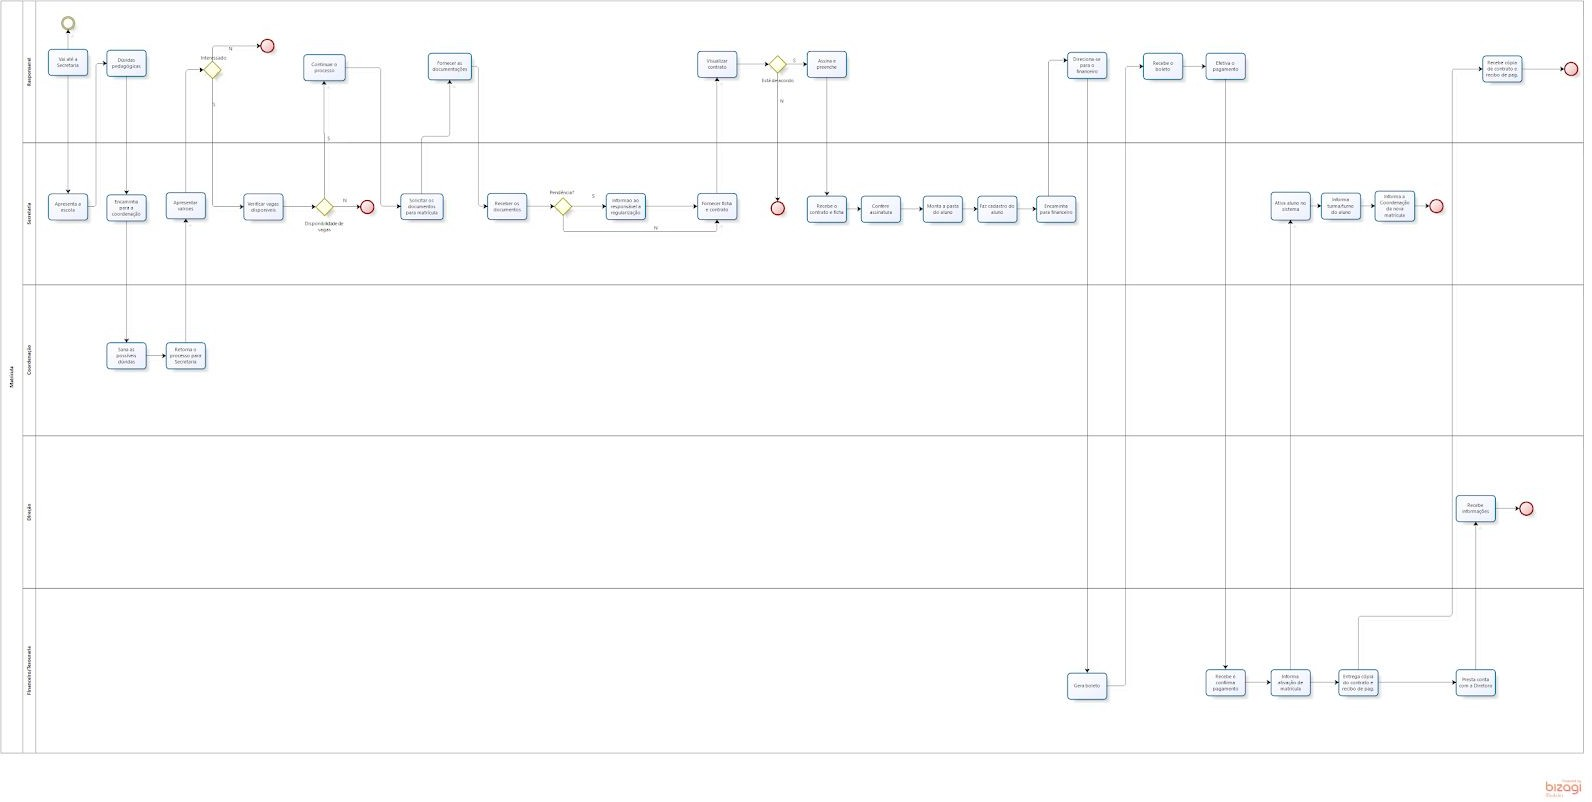 Matrícula
Responsável
Vai até a
Secretaria
Dúvidas
pedagógicas
Interessado
N
S
Continuar o
processo
S
Fornecer as
documentações
Visualizar
contrato
Está de acordo
S
N
Assina e
preenche
Direciona-se
para o
financeiro
Recebe o
boleto
Efetiva o
pagamento
Recebe cópia
de contrato e
recibo de pag.
Secretaria
Apresenta a
escola
Encaminha
para a
coordenação
Apresentar
valores
Verificar vagas
disponíveis
Disponibilidade de
vagas
N
Solicitar os
documentos
para matrícula
Receber os
documentos
Pendência?
S
N
Informao ao
responsável a
regularização
Fornecer ficha
e contrato
Recebe o
contrato e ficha
Confere
assinatura
Monta a pasta
do aluno
Faz cadastro do
aluno
Encaminha
para financeiro
Ativa aluno no
sistema
Informa
turma/turno
do aluno
Informa a
Coordenação
da nova
matrícula
Coordenação
Sana as
possíveis
dúvidas
Retorna o
processo para
Secretaria
Direção
Recebe
informações
Financeiro/Tesouraria
Gera boleto
Recebe e
confirma
pagamento
Informa
ativação de
matrícula
Entrega cópia
do contrato e
recibo de pag.
Presta conta
com a Diretora
Powered by
bizagi
Modeler